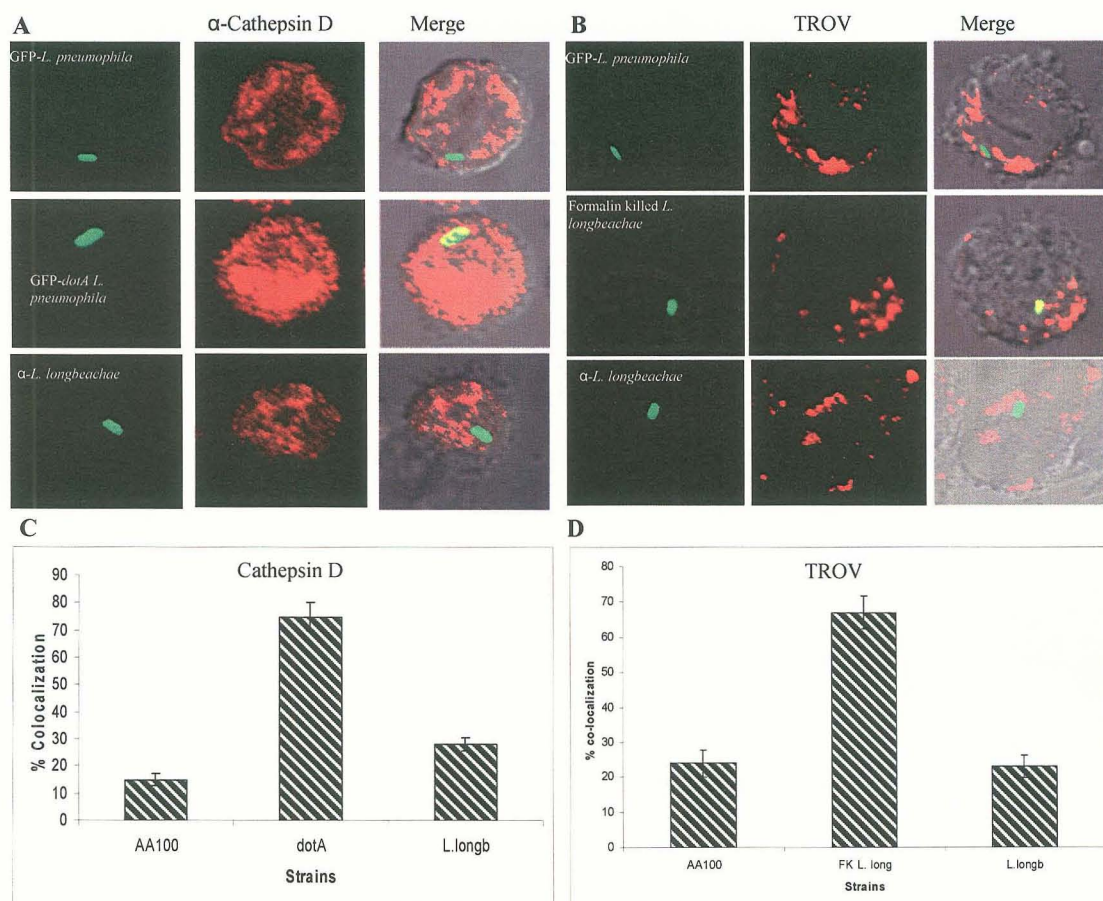 A
α-Cathepsin D
Merge
GFP-L. pneumophila
GFP-dotA L.
pneumophila
α-L. longbeachae
B
TROV
Merge
GFP-L. pneumophila
Formalin killed L.
longbeachae
α-L. longbeachae
C
Cathepsin D
% Colocalization
90
80
70
60
50
40
30
20
10
0
AA100
dotA
L.longb
Strains
D
TROV
% co-localization
80
70
60
50
40
30
20
10
0
AA100
FK L. long
L.longb
Strains